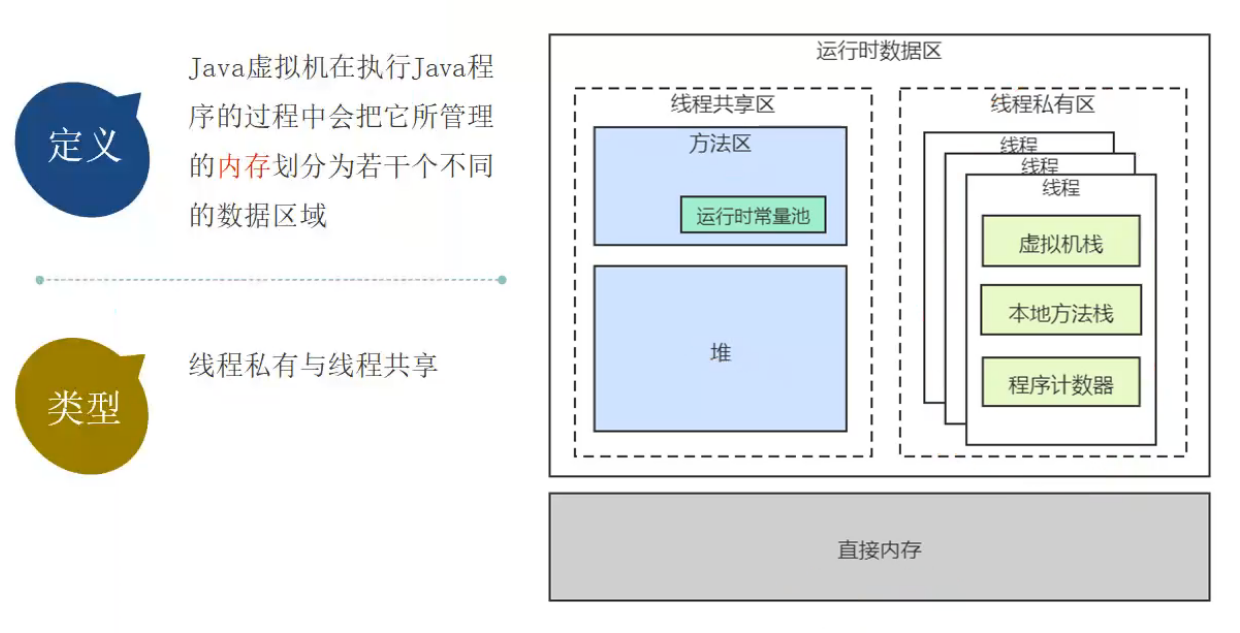 定义
Java虚拟机在执行Java程
序的过程中会把它所管理
的内存划分为若干个不同
的数据区域
类型
线程私有与线程共享
运行时数据区
线程共享区
方法区
运行时常量池
堆
线程私有区
线程
线程
线程
虚拟机栈
本地方法栈
程序计数器
直接内存